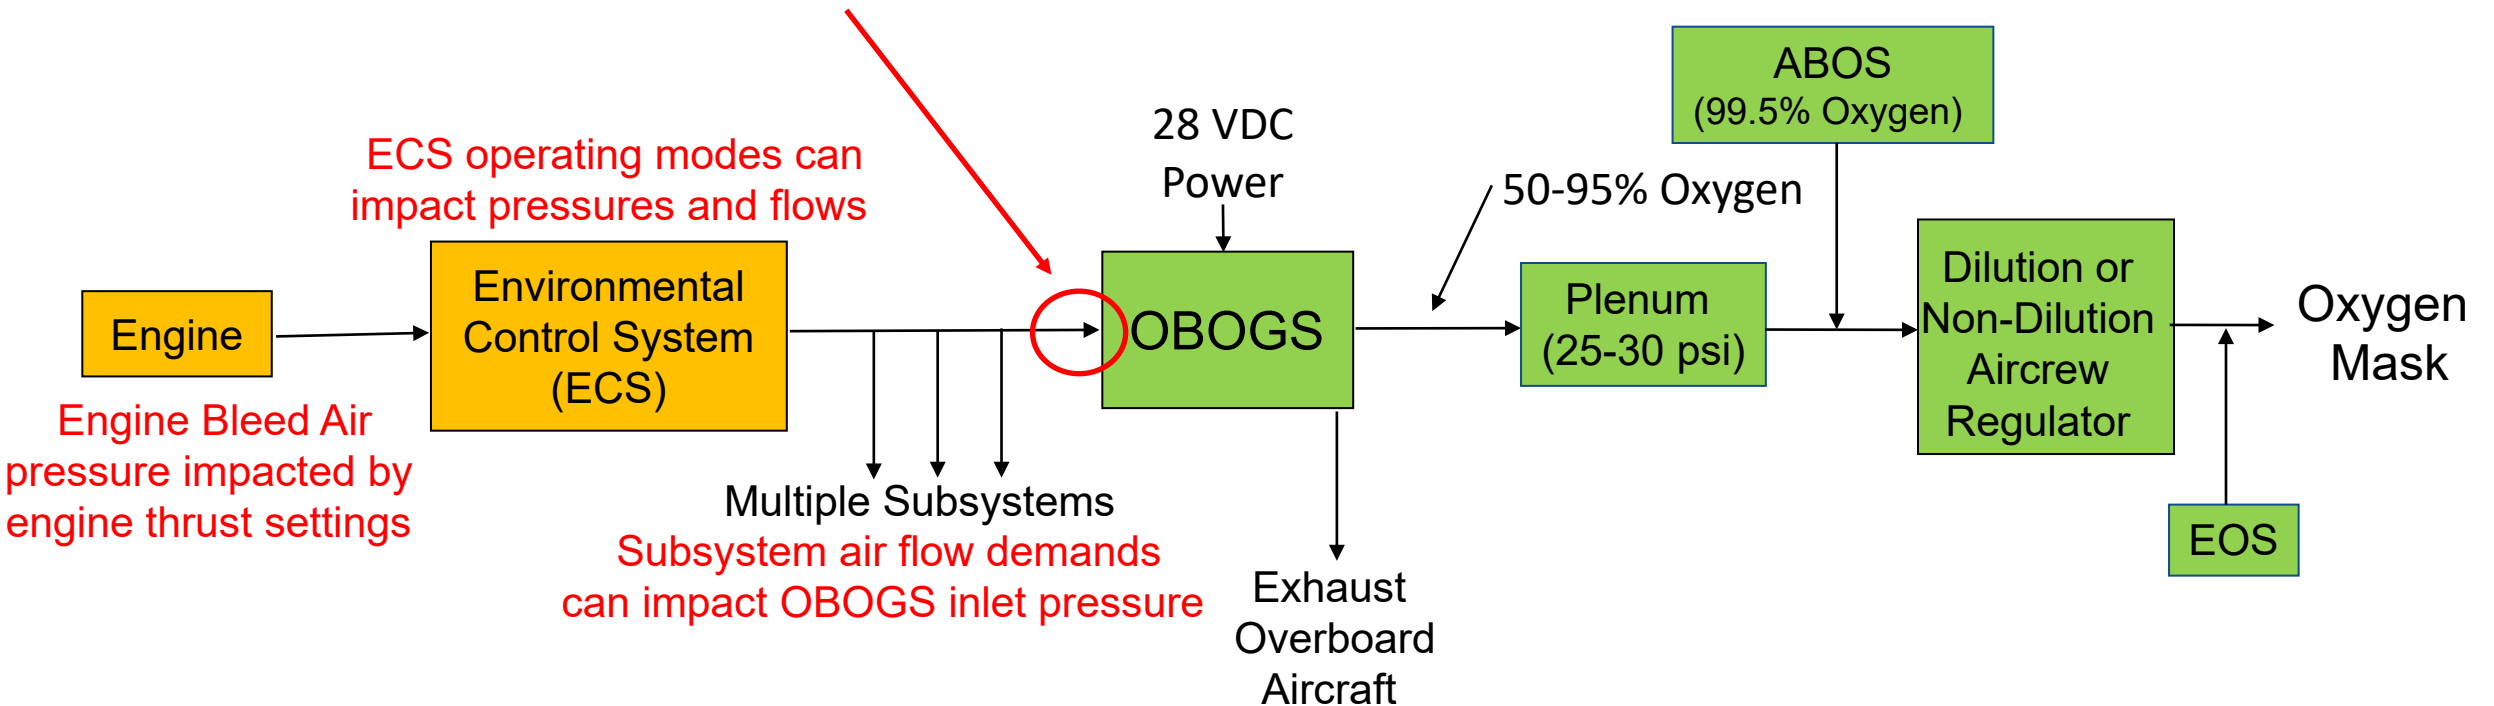 ECS operating modes can
impact pressures and flows
Engine
Engine Bleed Air
pressure impacted by
engine thrust settings
Environmental
Control System
(ECS)
Multiple Subsystems
Subsystem air flow demands
can impact OBOGS inlet pressure
28 VDC
Power
OBOGS
Exhaust
Overboard
Aircraft
50-95% Oxygen
Plenum
(25-30 psi)
ABOS
(99.5% Oxygen)
Dilution or
Non-Dilution
Aircrew
Regulator
EOS
Oxygen
Mask